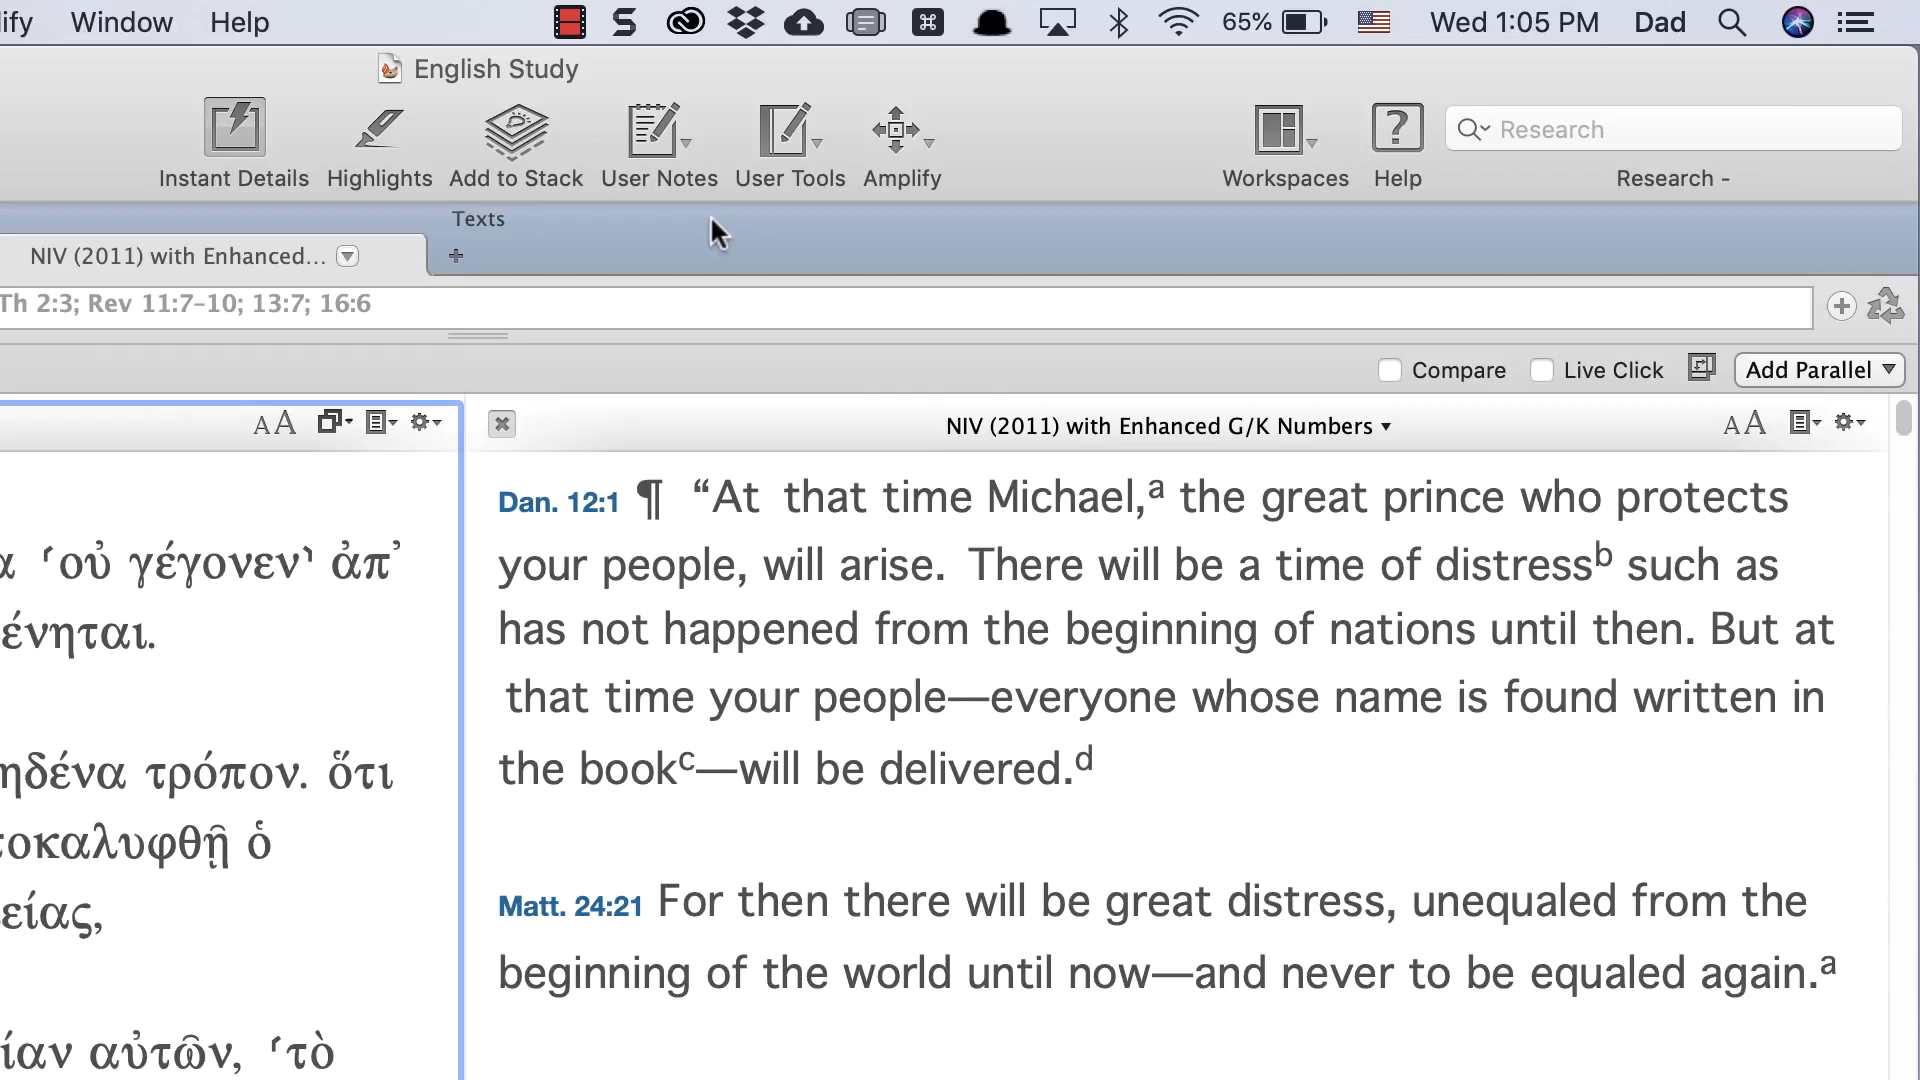 ify Window Help 65% Wed 1:05 PM Dad
English Study
Research
Instant Details Highlights Add to Stack User Notes User Tools Amplify Workspaces Help Research -
Texts
NIV (2011) with Enhanced... +
Th 2:3; Rev 11:7–10; 13:7; 16:6
Compare Live Click Add Parallel
AA
NIV (2011) with Enhanced G/K Numbers
AA
α ⸂οὐ γέγονεν⸃ ἀπ᾽
ένηται.
ηδένα τρόπον. ὅτι
οκαλυφθῇ ὁ
είας,
ίαν αὐτῶν, ⸂τὸ
Dan. 12:1 ¶ “At that time Michael,a the great prince who protects
your people, will arise. There will be a time of distressb such as
has not happened from the beginning of nations until then. But at
that time your people—everyone whose name is found written in
the bookc—will be delivered.d
Matt. 24:21 For then there will be great distress, unequaled from the
beginning of the world until now—and never to be equaled again.a